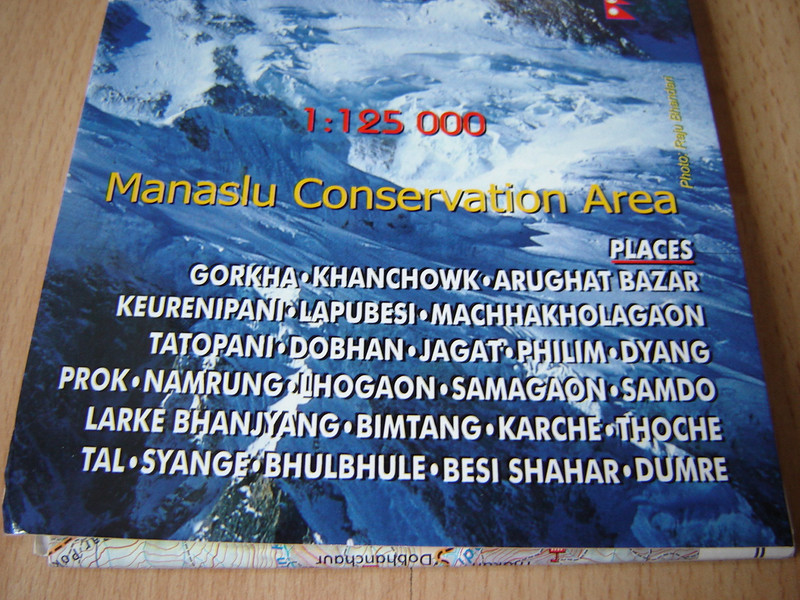 1:125 000
Manaslu Conservation Area
Photo: Raju Bhandari
PLACES
GORKHA•KHANCHOWK•ARUGHAT BAZAR
KEURENIPANI•LAPUBESI•MACHHAKHOLAGAON
TATOPANI•DOBHAN•JAGAT•PHILIM•DYANG
PROK•NAMRUNG•LHOGAON•SAMAGAON•SAMDO
LARKE BHANJYANG•BIMTANG•KARCHE•THOCHE
TAL•SYANGE•BHULBHULE•BESI SHAHAR•DUMRE
Dobhanchaur